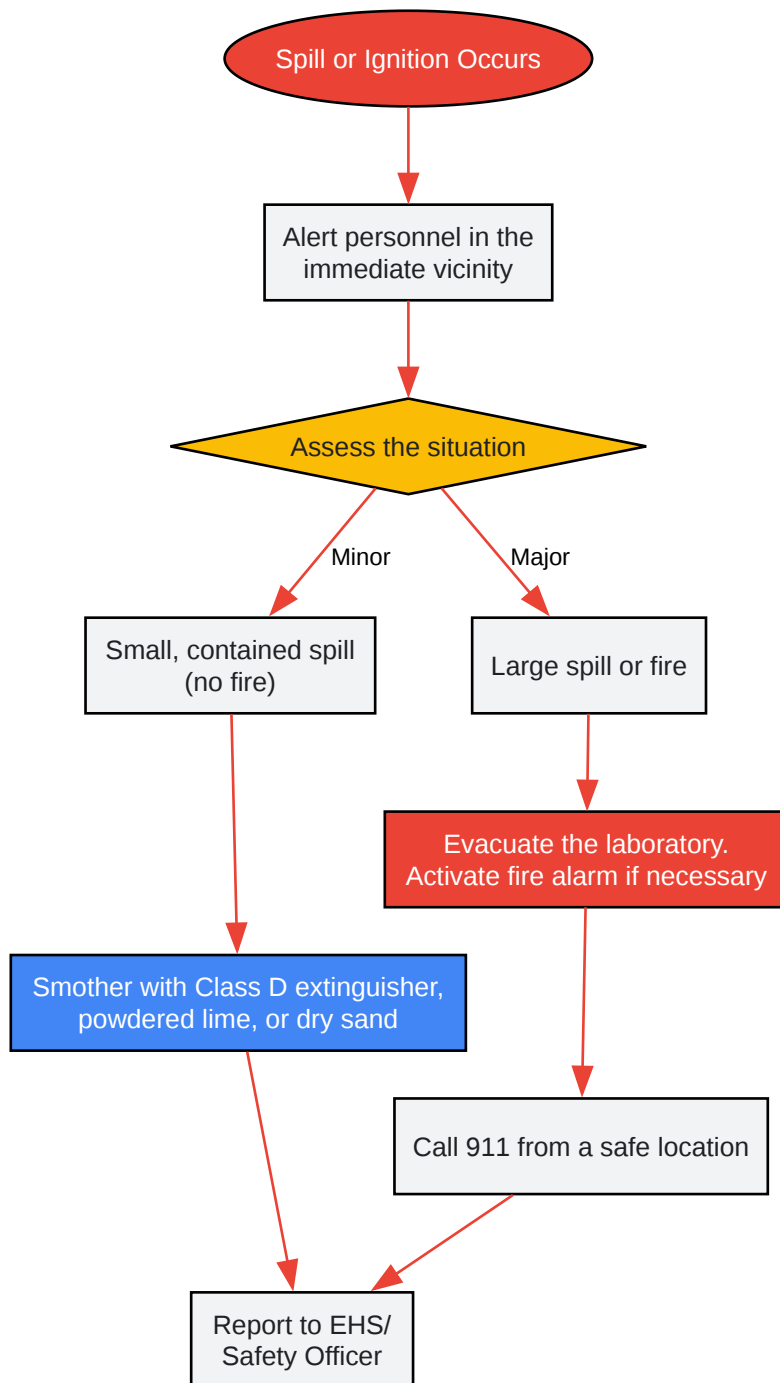 Spill or Ignition Occurs
Alert personnel in the
immediate vicinity
Assess the situation
Minor
Major
Small, contained spill
(no fire)
Large spill or fire
Evacuate the laboratory.
Activate fire alarm if necessary
Smother with Class D extinguisher,
powdered lime, or dry sand
Call 911 from a safe location
Report to EHS/
Safety Officer